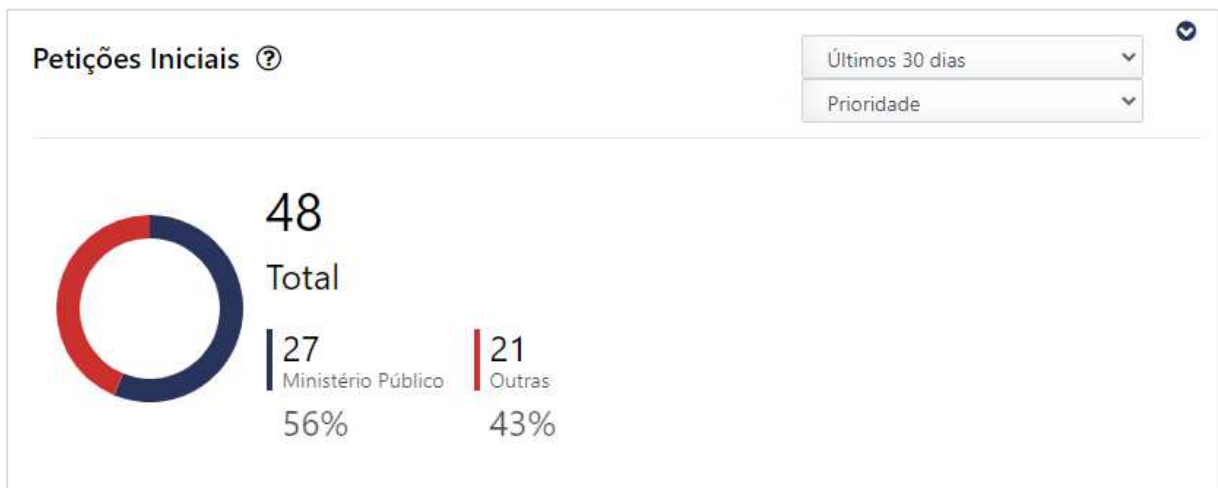 Petições Iniciais ?
Últimos 30 dias
Prioridade
48
Total
27
Ministério Público
56%
21
Outras
43%